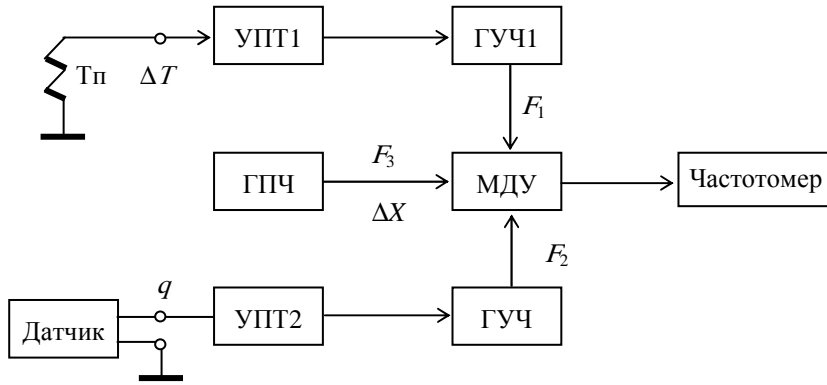 УПТ1
ГУЧ1
Тп
ΔT
F₁
ГПЧ
F₃
ΔX
МДУ
Частотомер
F₂
q
Датчик
УПТ2
ГУЧ